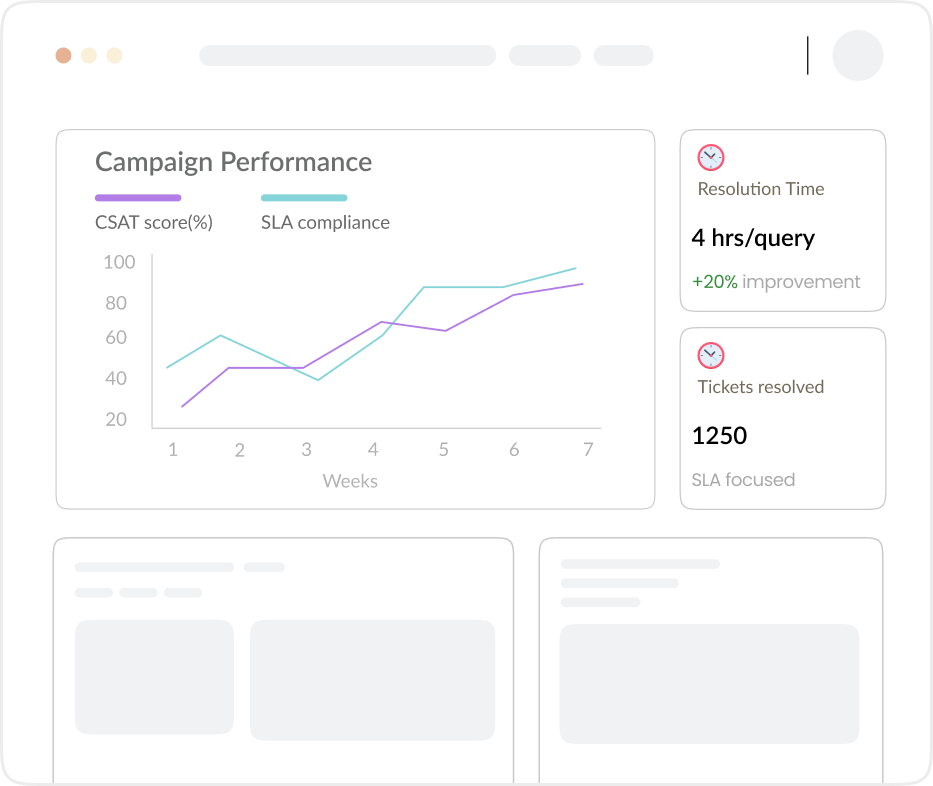 Campaign Performance
CSAT score(%)
SLA compliance
100
80
60
40
20
1 2 3 4 5 6 7
Weeks
Resolution Time
4 hrs/query
+20% improvement
Tickets resolved
1250
SLA focused